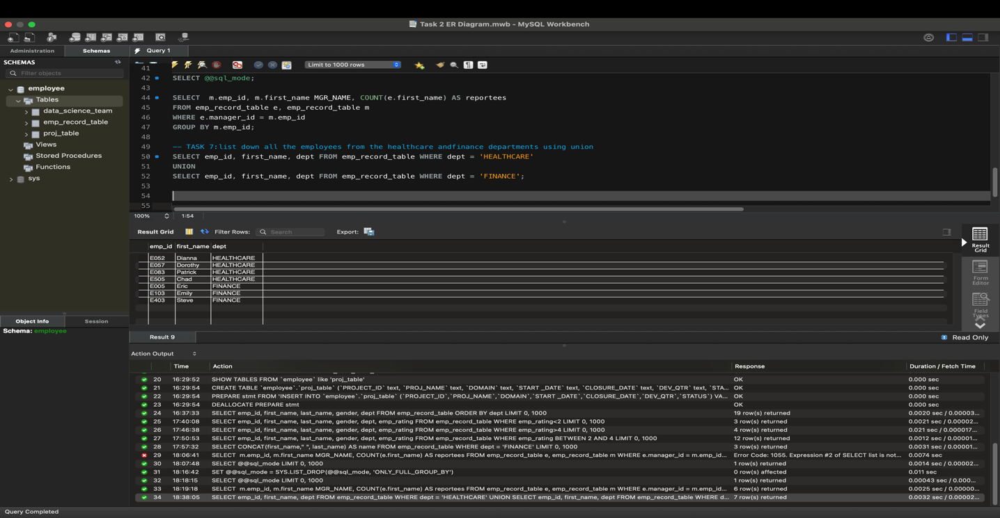 Task 2 ER Diagram.mwb - MySQL Workbench
Administration Schemas Query 1
SCHEMAS
Filter objects
employee
Tables
data_science_team
emp_record_table
proj_table
Views
Stored Procedures
Functions
sys
Limit to 1000 rows
41
42 SELECT @@sql_mode;
43
44 SELECT m.emp_id, m.first_name MGR_NAME, COUNT(e.first_name) AS reportees
45 FROM emp_record_table e, emp_record_table m
46 WHERE e.manager_id = m.emp_id
47 GROUP BY m.emp_id;
48
49 -- TASK 7:list down all the employees from the healthcare andfinance departments using union
50 SELECT emp_id, first_name, dept FROM emp_record_table WHERE dept = 'HEALTHCARE'
51 UNION
52 SELECT emp_id, first_name, dept FROM emp_record_table WHERE dept = 'FINANCE';
53
54
55
100% 1:54
Result Grid Filter Rows: Search Export:
emp_id first_name dept
E052 Dianna HEALTHCARE
E057 Dorothy HEALTHCARE
E083 Patrick HEALTHCARE
E505 Chad HEALTHCARE
E005 Eric FINANCE
E103 Emily FINANCE
E403 Steve FINANCE
Result
Grid
Form
Editor
Field
Types
Object Info Session
Schema: employee
Result 9 Read Only
Action Output
Time Action Response Duration / Fetch Time
20 16:29:52 SHOW TABLES FROM `employee` like 'proj_table' OK 0.000 sec
21 16:29:54 CREATE TABLE `employee`.`proj_table` (`PROJECT_ID` text, `PROJ_NAME` text, `DOMAIN` text, `START _DATE` text, `CLOSURE_DATE` text, `DEV_QTR` text, `STA... OK 0.000 sec
22 16:29:54 PREPARE stmt FROM 'INSERT INTO `employee`.`proj_table` (`PROJECT_ID`,`PROJ_NAME`,`DOMAIN`,`START _DATE`,`CLOSURE_DATE`,`DEV_QTR`,`STATUS`) VA... OK 0.000 sec
23 16:29:54 DEALLOCATE PREPARE stmt OK 0.000 sec
24 16:37:33 SELECT emp_id, first_name, last_name, gender, dept FROM emp_record_table ORDER BY dept LIMIT 0, 1000 19 row(s) returned 0.0020 sec / 0.00003...
25 17:40:08 SELECT emp_id, first_name, last_name, gender, dept, emp_rating FROM emp_record_table WHERE emp_rating<2 LIMIT 0, 1000 3 row(s) returned 0.0021 sec / 0.00002...
26 17:46:38 SELECT emp_id, first_name, last_name, gender, dept, emp_rating FROM emp_record_table WHERE emp_rating>4 LIMIT 0, 1000 4 row(s) returned 0.021 sec / 0.000017...
27 17:50:53 SELECT emp_id, first_name, last_name, gender, dept, emp_rating FROM emp_record_table WHERE emp_rating BETWEEN 2 AND 4 LIMIT 0, 1000 12 row(s) returned 0.0012 sec / 0.00001...
28 17:57:32 SELECT CONCAT(first_name," ", last_name) AS name FROM emp_record_table WHERE dept = 'FINANCE' LIMIT 0, 1000 3 row(s) returned 0.0031 sec / 0.00001...
29 18:06:41 SELECT m.emp_id, m.first_name MGR_NAME, COUNT(e.first_name) AS reportees FROM emp_record_table e, emp_record_table m WHERE e.manager_id = m.emp_id... Error Code: 1055. Expression #2 of SELECT list is not... 0.0074 sec
30 18:07:48 SELECT @@sql_mode LIMIT 0, 1000 1 row(s) returned 0.0014 sec / 0.00002...
31 18:16:42 SET @@sql_mode = SYS.LIST_DROP(@@sql_mode, 'ONLY_FULL_GROUP_BY') 0 row(s) affected 0.011 sec
32 18:18:15 SELECT @@sql_mode LIMIT 0, 1000 1 row(s) returned 0.00043 sec / 0.000...
33 18:19:18 SELECT m.emp_id, m.first_name MGR_NAME, COUNT(e.first_name) AS reportees FROM emp_record_table e, emp_record_table m WHERE e.manager_id = m.emp_id... 6 row(s) returned 0.0025 sec / 0.00000...
34 18:38:05 SELECT emp_id, first_name, dept FROM emp_record_table WHERE dept = 'HEALTHCARE' UNION SELECT emp_id, first_name, dept FROM emp_record_table WHERE d... 7 row(s) returned 0.0032 sec / 0.00002...
Query Completed